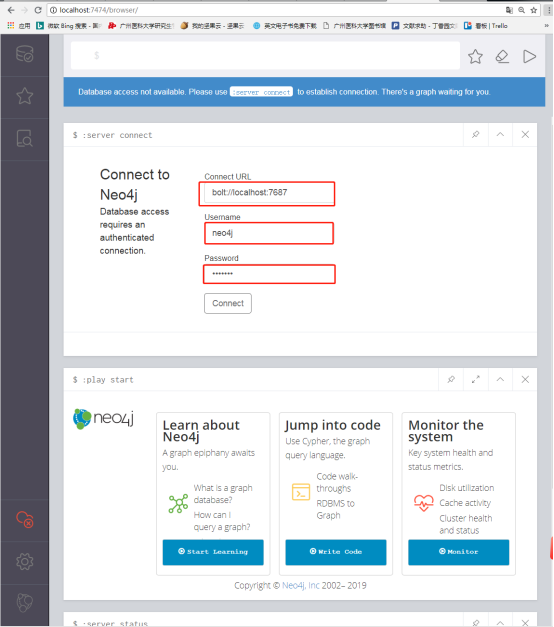 localhost:7474/browser/
应用 微软 Bing 搜索 - 国内 广州医科大学研究生 我的坚果云 - 坚果云 英文电子书免费下载 广州医科大学图书馆 文献求助 - 丁香园文 看板 | Trello »
$
Database access not available. Please use :server connect to establish connection. There's a graph waiting for you.
$ :server connect
Connect to
Neo4j
Database access
requires an
authenticated
connection.
Connect URL
bolt://localhost:7687
Username
neo4j
Password
•••••••
Connect
$ :play start
neo4j
Learn about
Neo4j
A graph epiphany awaits
you.
What is a graph
database?
How can I
query a graph?
Start Learning
Jump into code
Use Cypher, the graph
query language.
Code walk-
throughs
RDBMS to
Graph
Write Code
Monitor the
system
Key system health and
status metrics.
Disk utilization
Cache activity
Cluster health
and status
Monitor
Copyright © Neo4j, Inc 2002– 2019
$ :server status